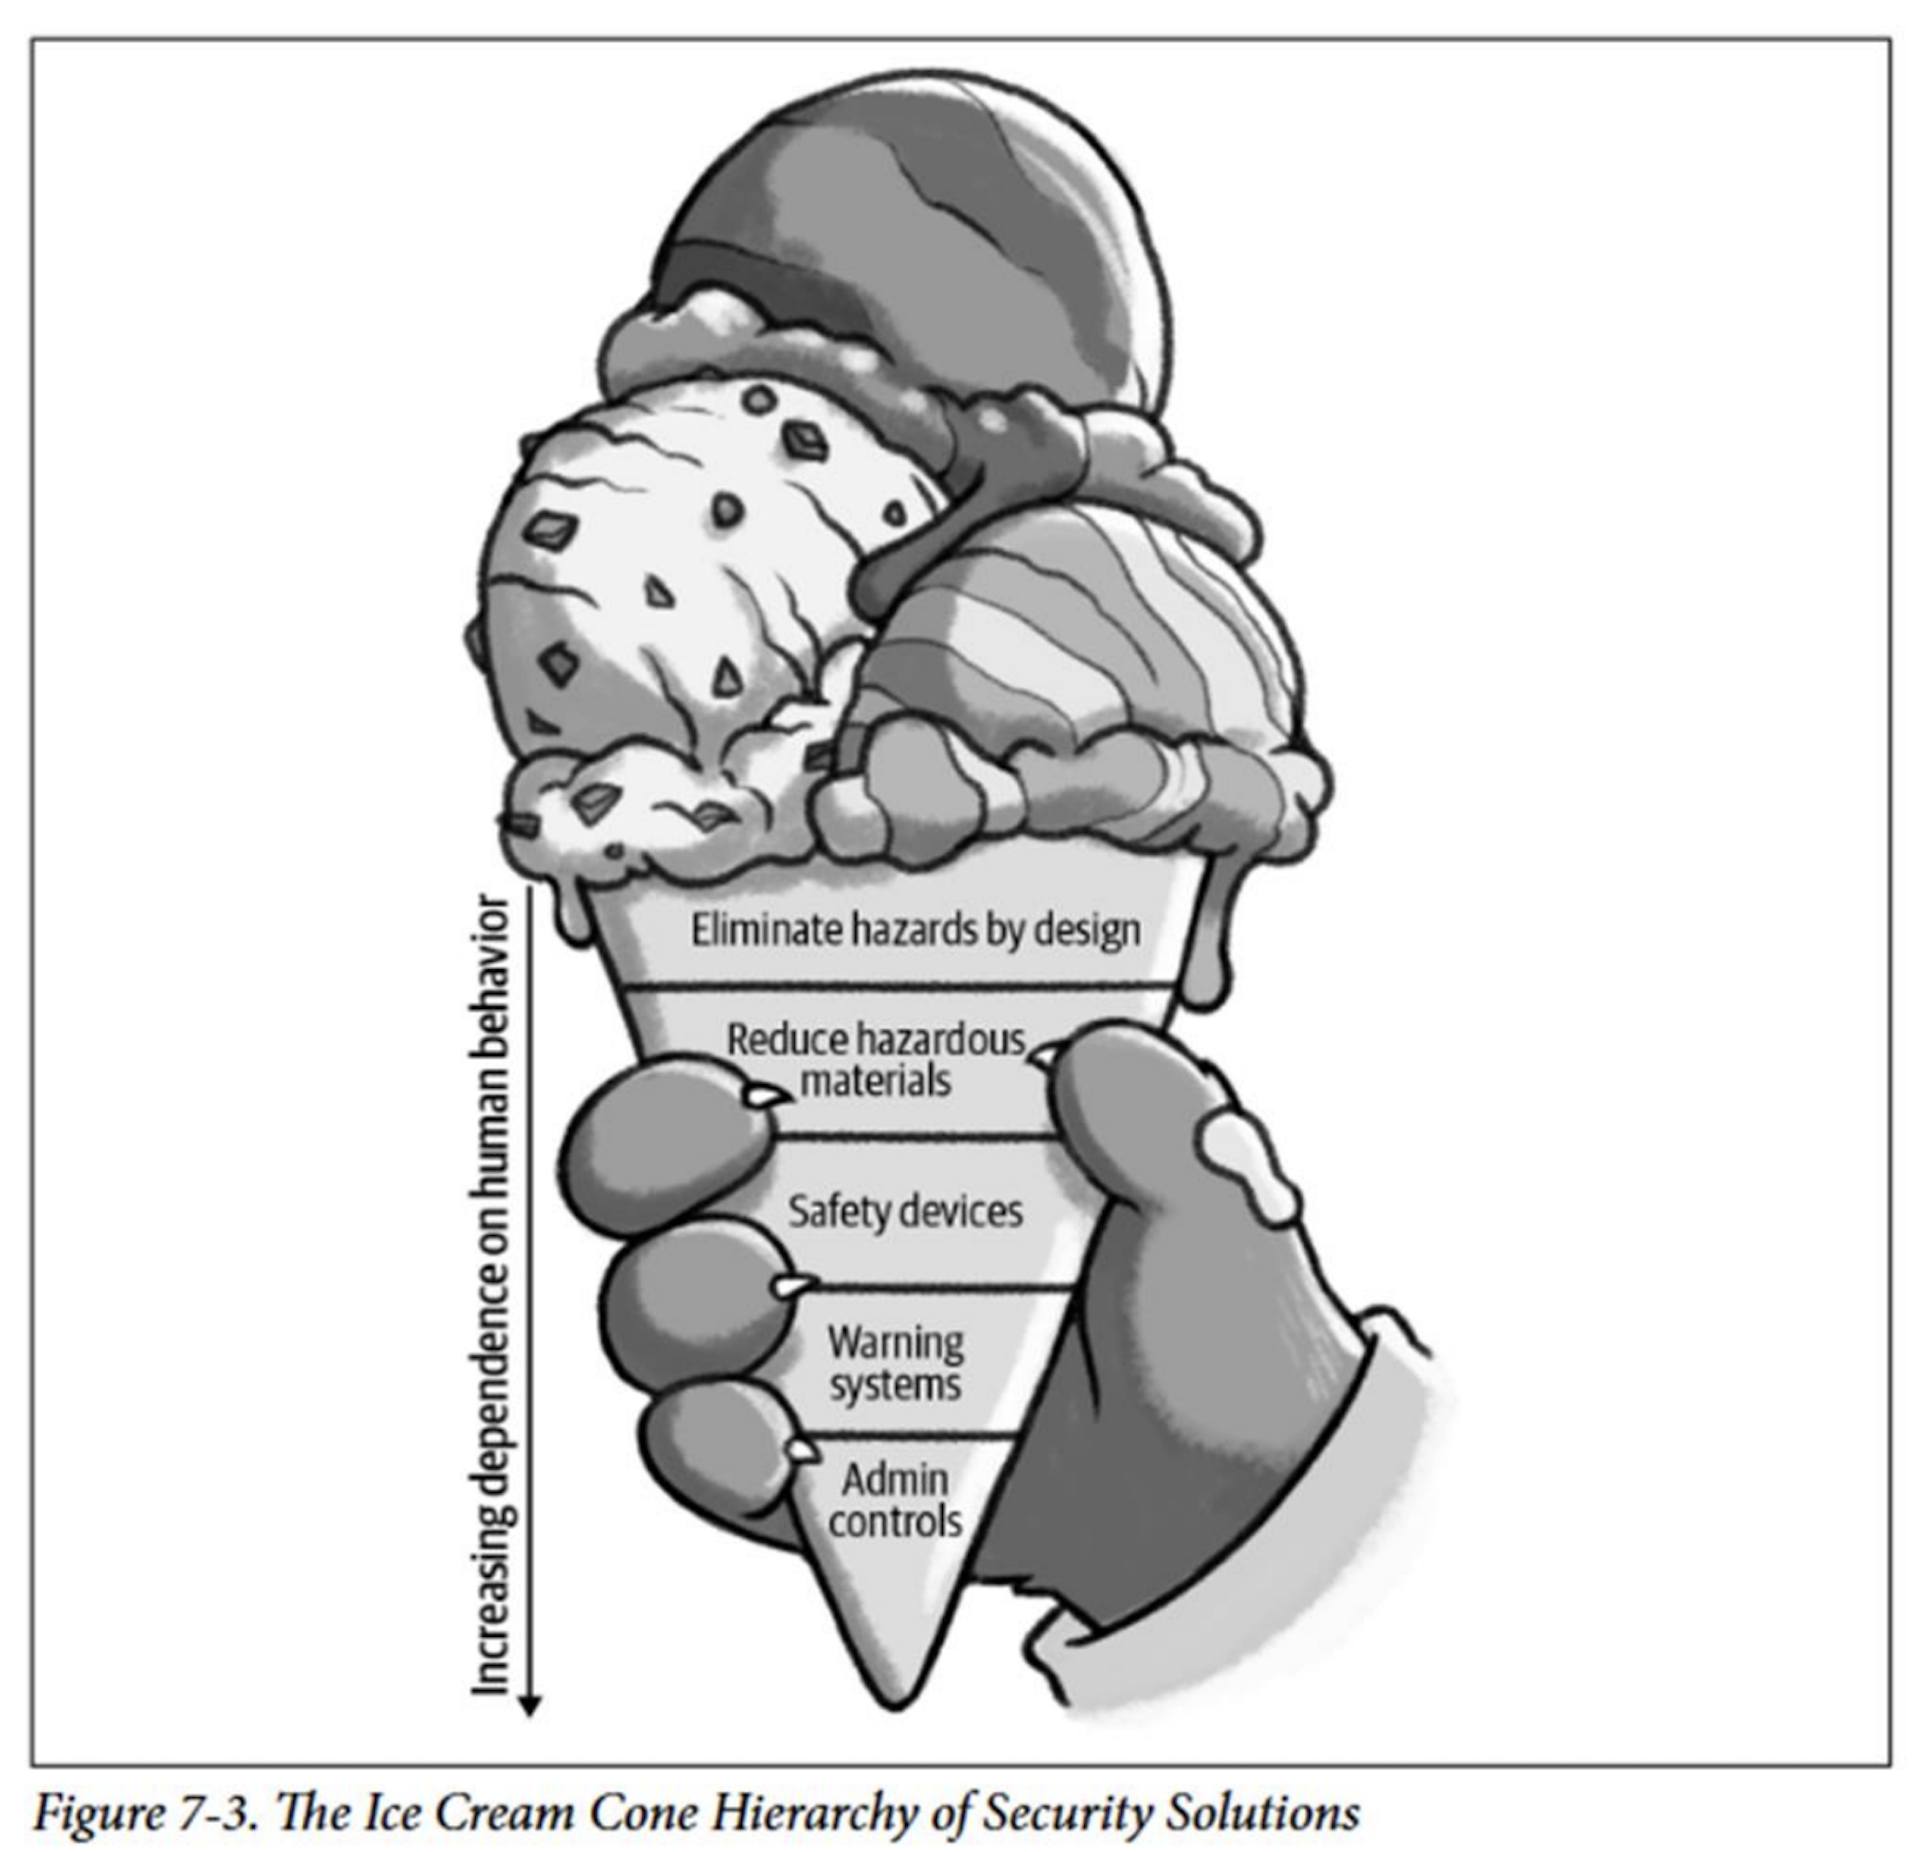 Increasing dependence on human behavior
Eliminate hazards by design
Reduce hazardous
materials
Safety devices
Warning
systems
Admin
controls
Figure 7-3. The Ice Cream Cone Hierarchy of Security Solutions